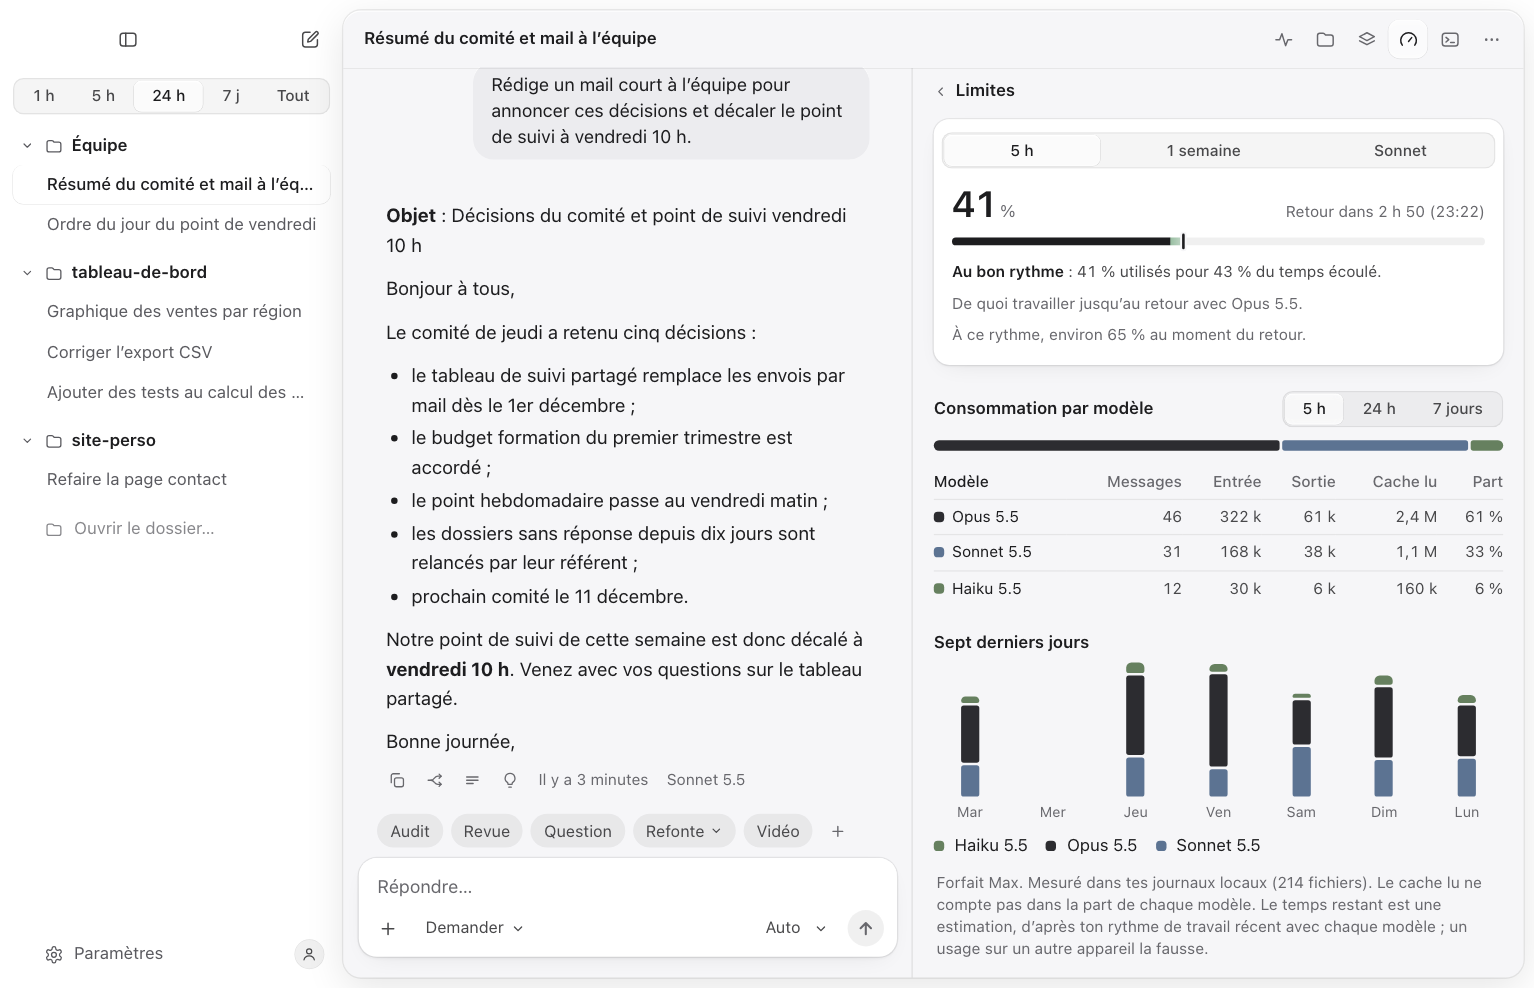 1 h
5 h
24 h
7 j
Tout
Équipe
Résumé du comité et mail à l’éq...
Ordre du jour du point de vendredi
tableau-de-bord
Graphique des ventes par région
Corriger l’export CSV
Ajouter des tests au calcul des ...
site-perso
Refaire la page contact
Ouvrir le dossier...
Paramètres
Résumé du comité et mail à l’équipe
Rédige un mail court à l’équipe pour
annoncer ces décisions et décaler le point
de suivi à vendredi 10 h.
Objet : Décisions du comité et point de suivi vendredi
10 h
Bonjour à tous,
Le comité de jeudi a retenu cinq décisions :
• le tableau de suivi partagé remplace les envois par
mail dès le 1er décembre ;
• le budget formation du premier trimestre est
accordé ;
• le point hebdomadaire passe au vendredi matin ;
• les dossiers sans réponse depuis dix jours sont
relancés par leur référent ;
• prochain comité le 11 décembre.
Notre point de suivi de cette semaine est donc décalé à
vendredi 10 h. Venez avec vos questions sur le tableau
partagé.
Bonne journée,
Il y a 3 minutes Sonnet 5.5
Audit
Revue
Question
Refonte
Vidéo
Répondre...
Demander
Auto
Limites
5 h
1 semaine
Sonnet
41 %
Retour dans 2 h 50 (23:22)
Au bon rythme : 41 % utilisés pour 43 % du temps écoulé.
De quoi travailler jusqu’au retour avec Opus 5.5.
À ce rythme, environ 65 % au moment du retour.
Consommation par modèle
5 h
24 h
7 jours
Modèle Messages Entrée Sortie Cache lu Part
Opus 5.5 46 322 k 61 k 2,4 M 61 %
Sonnet 5.5 31 168 k 38 k 1,1 M 33 %
Haiku 5.5 12 30 k 6 k 160 k 6 %
Sept derniers jours
Mar Mer Jeu Ven Sam Dim Lun
Haiku 5.5 Opus 5.5 Sonnet 5.5
Forfait Max. Mesuré dans tes journaux locaux (214 fichiers). Le cache lu ne
compte pas dans la part de chaque modèle. Le temps restant est une
estimation, d’après ton rythme de travail récent avec chaque modèle ; un
usage sur un autre appareil la fausse.